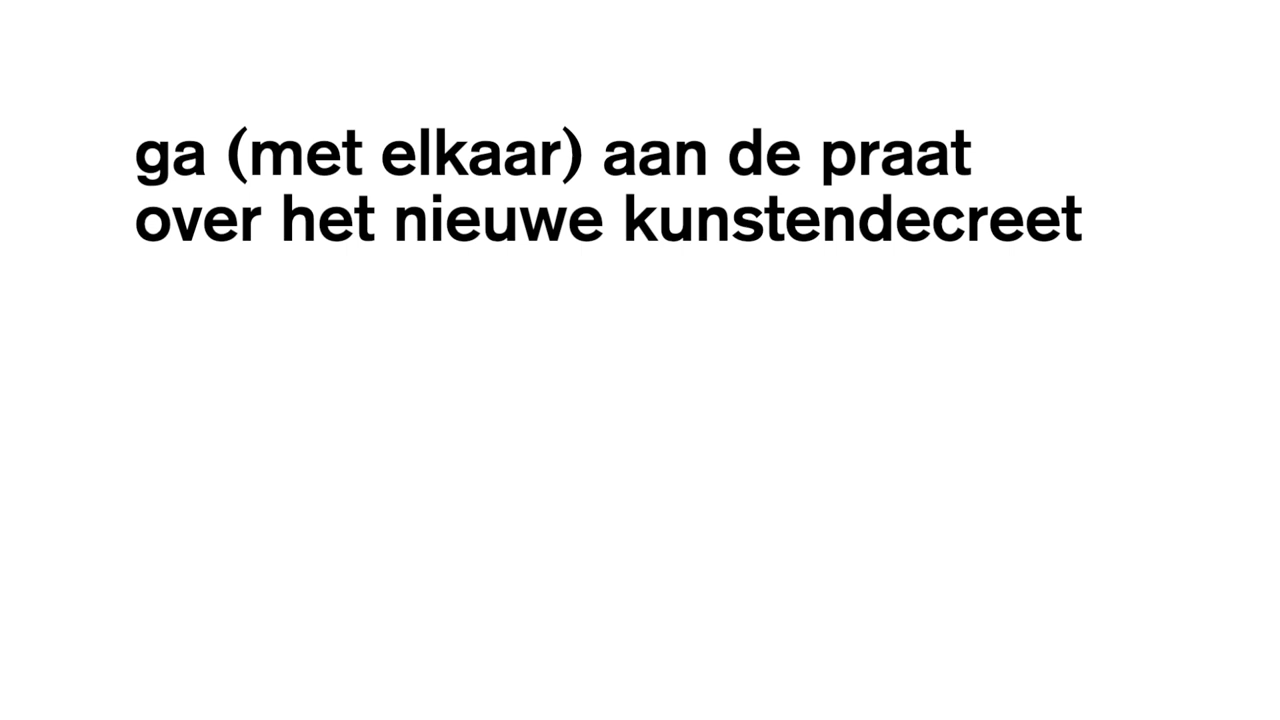 ga (met elkaar) aan de praat
over het nieuwe kunstendecreet